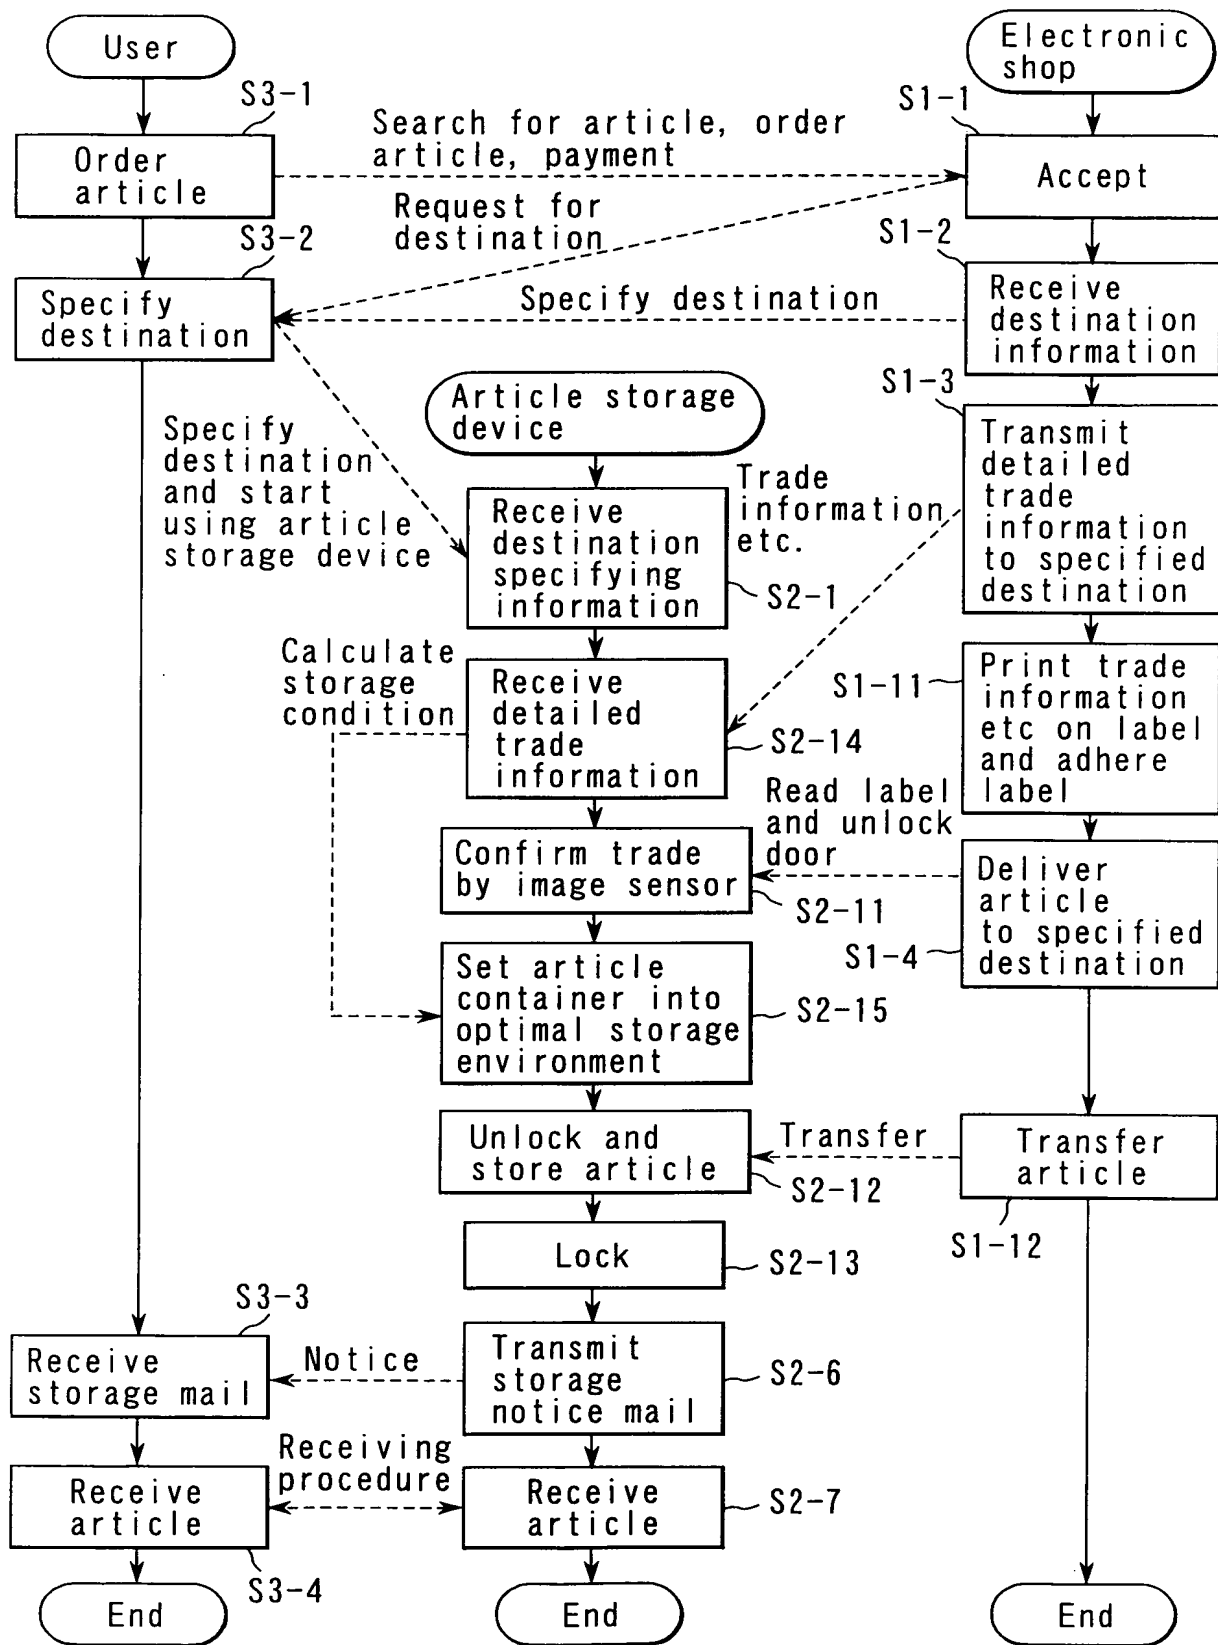 User
Electronic
shop
S3-1
S1-1
Search for article, order
article, payment
Order
article
Accept
Request for
destination
S3-2
S1-2
Specify
destination
Specify destination
Receive
destination
information
S1-3
Article storage
device
Specify
destination
and start
using article
storage device
Trade
information
etc.
Transmit
detailed
trade
information
to specified
destination
Receive
destination
specifying
information
S2-1
Calculate
storage
condition
Receive
detailed
trade
information
S2-14
S1-11
Print trade
information
etc on label
and adhere
label
Read label
and unlock
door
Confirm trade
by image sensor
S2-11
Deliver
article
to specified
destination
S1-4
Set article
container into
optimal storage
environment
S2-15
Unlock and
store article
S2-12
Transfer
Transfer
article
S1-12
Lock
S2-13
S3-3
Receive
storage mail
Notice
Transmit
storage
notice mail
S2-6
Receiving
procedure
Receive
article
S3-4
Receive
article
S2-7
End
End
End